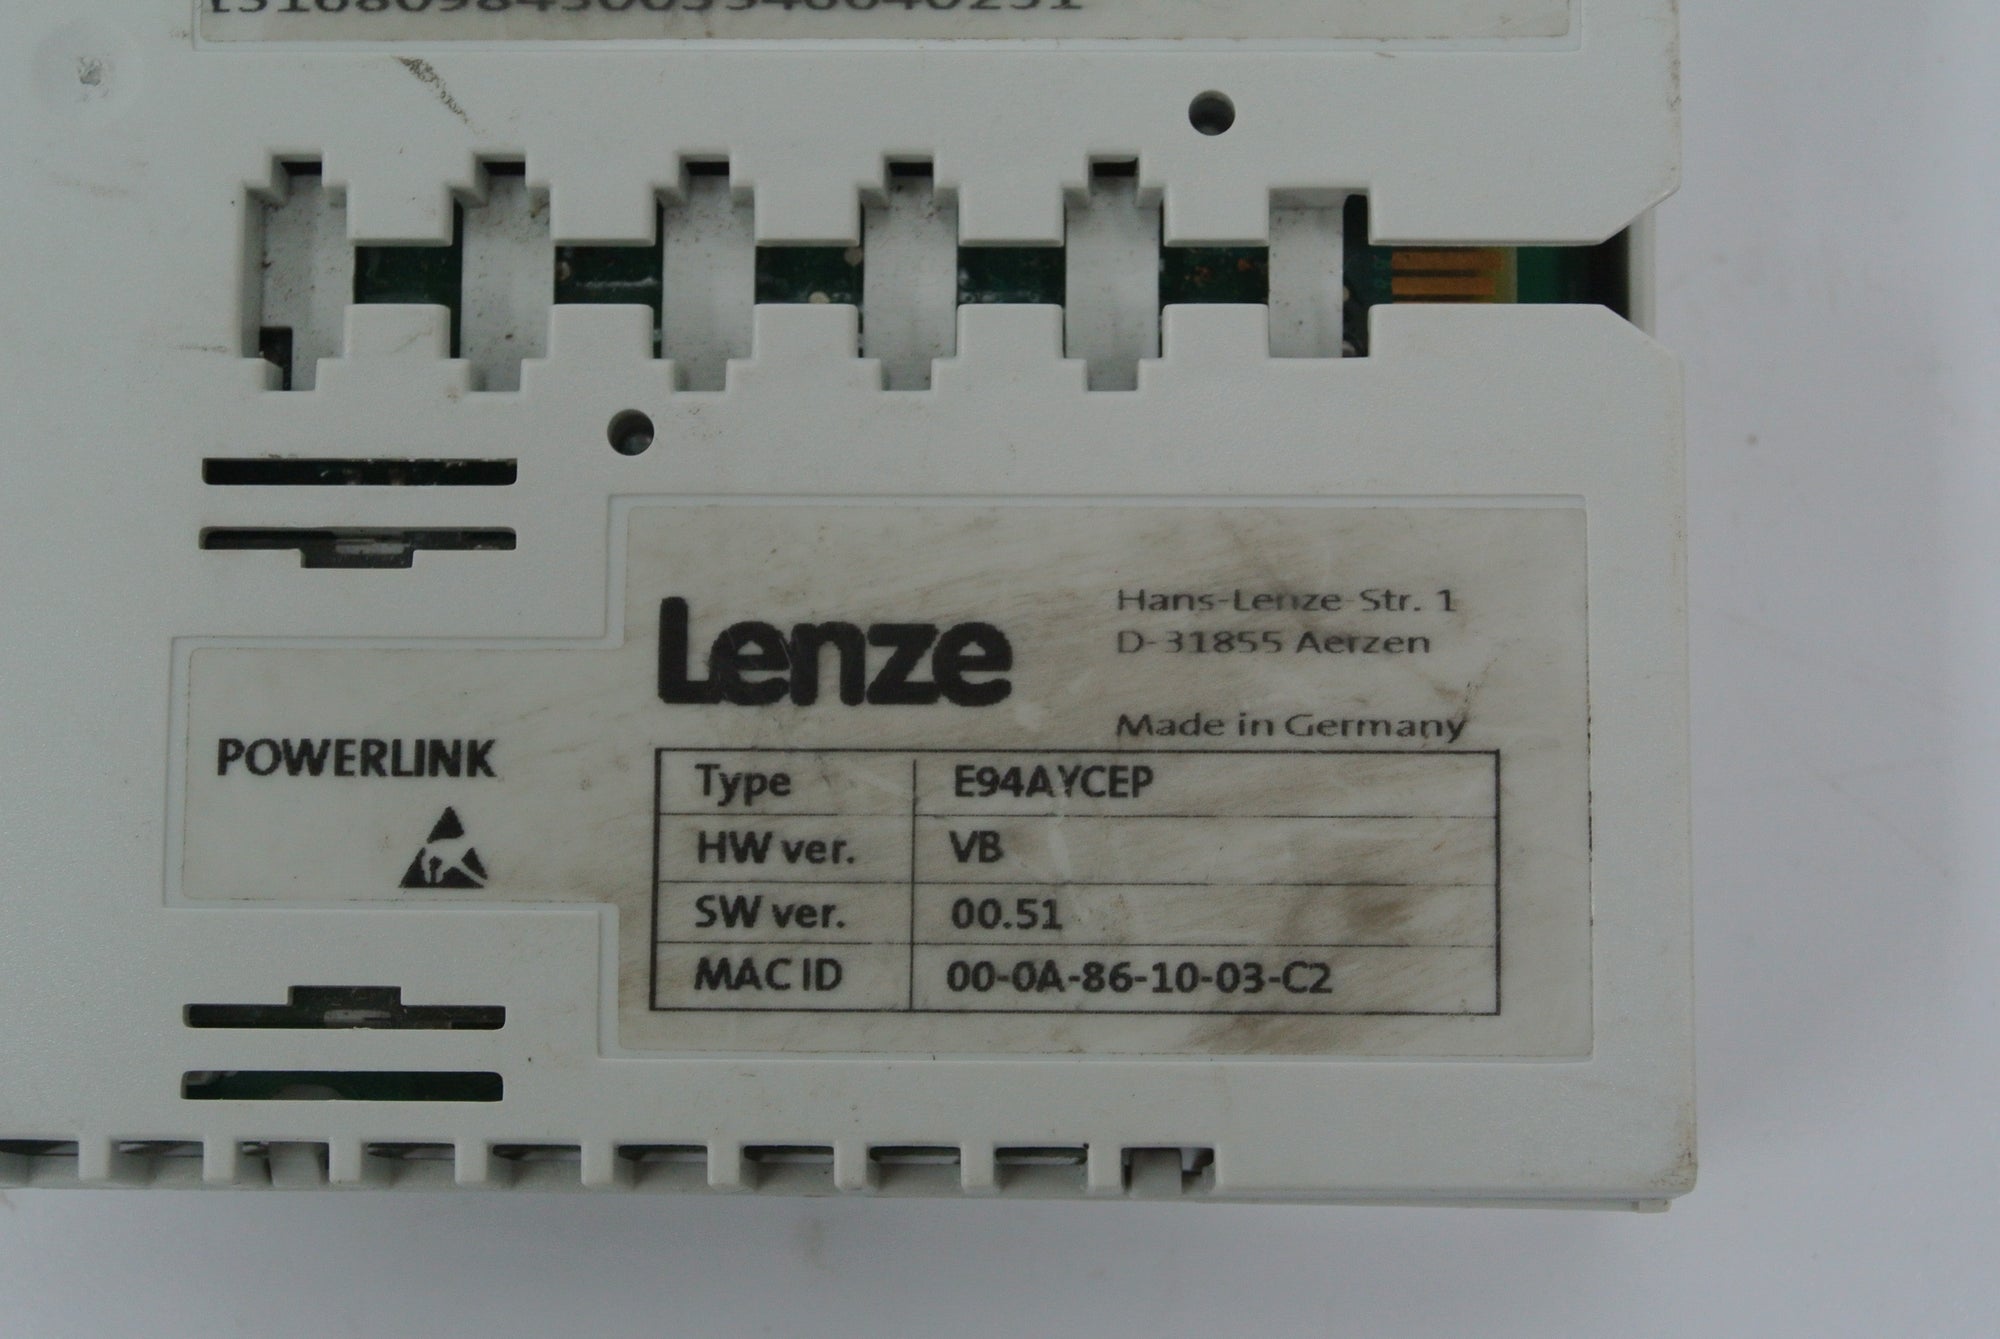 Lenze
Hans-Lenze-Str. 1
D-31855 Aerzen
Made in Germany
POWERLINK
Type E94AYCEP
HW ver. VB
SW ver. 00.51
MAC ID 00-0A-86-10-03-C2